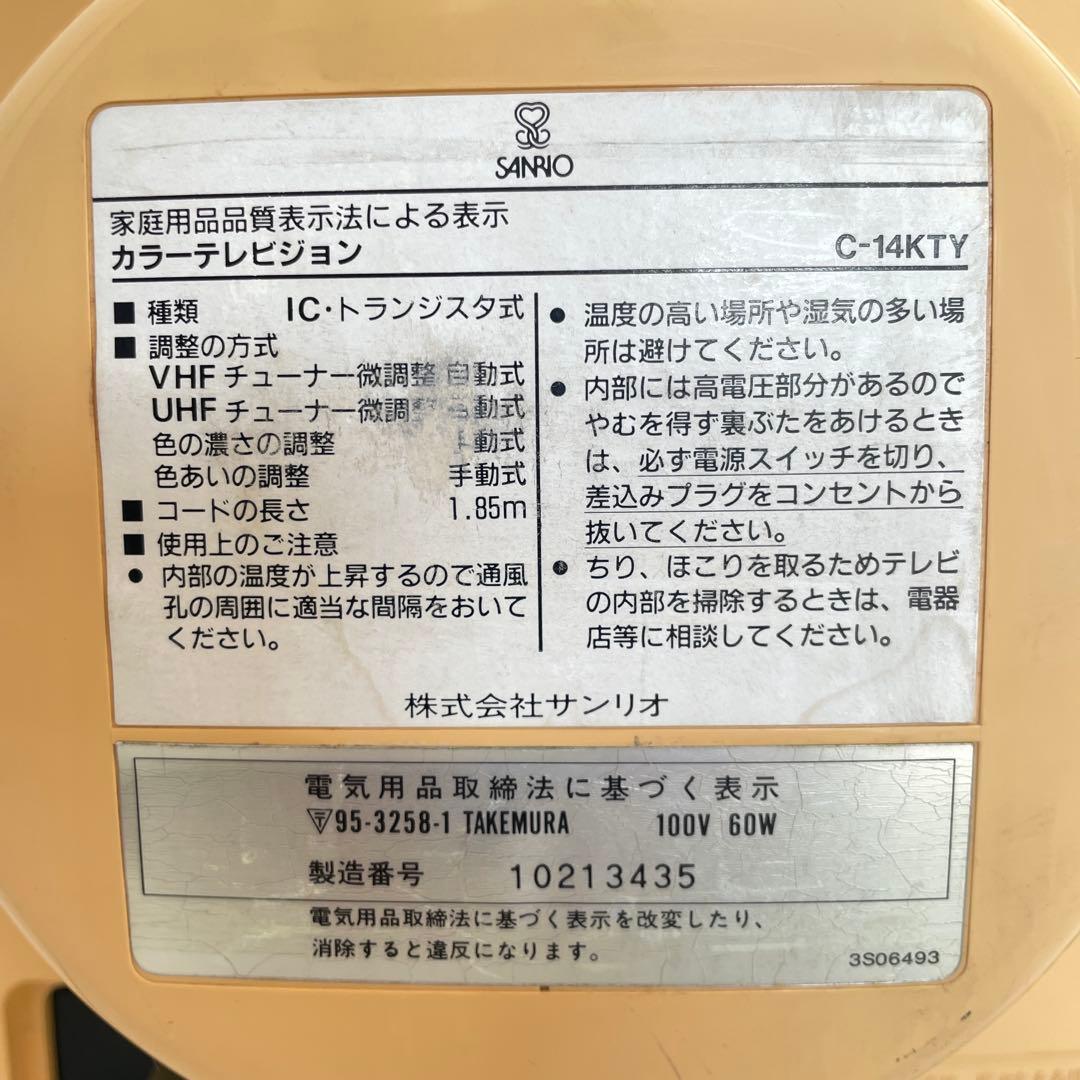 SANRIO
家庭用品品質表示法による表示
カラーテレビジョン
C-14KTY
■ 種類 IC・トランジスタ式
■ 調整の方式
VHF チューナー微調整 自動式
UHF チューナー微調 動式
色の濃さの調整 動式
色あいの調整 手動式
■ コードの長さ 1.85m
■ 使用上のご注意
● 内部の温度が上昇するので通風
孔の周囲に適当な間隔をおいて
ください。
● 温度の高い場所や湿気の多い場
所は避けてください。
● 内部には高電圧部分があるので
やむを得ず裏ぶたをあけるとき
は、必ず電源スイッチを切り、
差込みプラグをコンセントから
抜いてください。
● ちり、ほこりを取るためテレビ
の内部を掃除するときは、電器
店等に相談してください。
株式会社サンリオ
電気用品取締法に基づく表示
95-3258-1 TAKEMURA 100V 60W
製造番号 10213435
電気用品取締法に基づく表示を改変したり、
消除すると違反になります。
3S06493